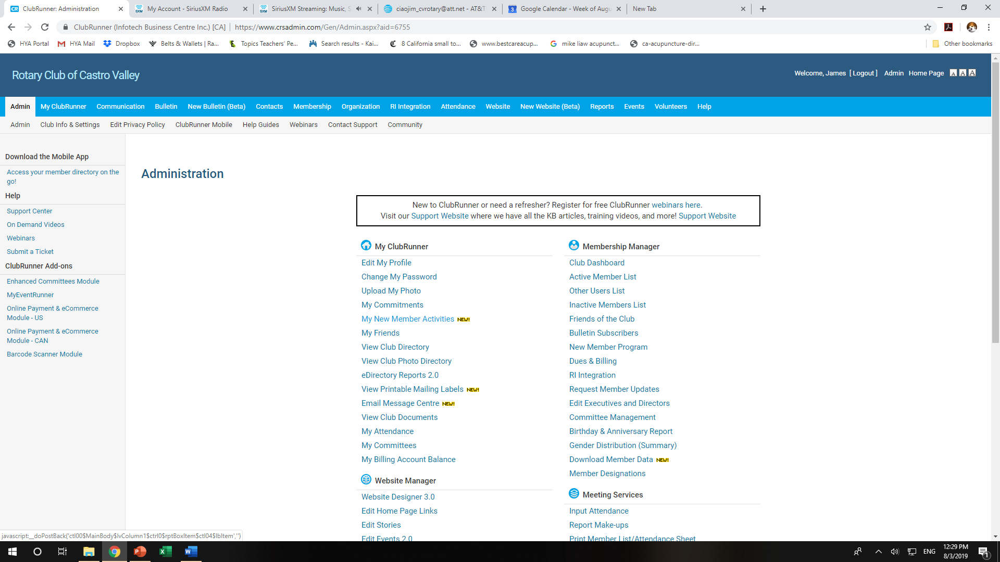 ClubRunner: Administration
My Account - SiriusXM Radio
SiriusXM Streaming: Music, S
ciaojim_cvrotary@att.net - AT&T
Google Calendar - Week of Augu
New Tab
ClubRunner (Infotech Business Centre Inc.) [CA] https://www.crsadmin.com/Gen/Admin.aspx?aid=6755
HYA Portal
HYA Mail
Dropbox
Belts & Wallets | Ra...
Topics Teachers' Pe...
Search results - Kai...
8 California small to...
www.bestcareacup...
mike liaw acupunct...
ca-acupuncture-dir...
Other bookmarks
Rotary Club of Castro Valley
Welcome, James [ Logout ] Admin Home Page A A A
Admin My ClubRunner Communication Bulletin New Bulletin (Beta) Contacts Membership Organization RI Integration Attendance Website New Website (Beta) Reports Events Volunteers Help
Admin Club Info & Settings Edit Privacy Policy ClubRunner Mobile Help Guides Webinars Contact Support Community
Download the Mobile App
Access your member directory on the
go!
Help
Support Center
On Demand Videos
Webinars
Submit a Ticket
ClubRunner Add-ons
Enhanced Committees Module
MyEventRunner
Online Payment & eCommerce
Module - US
Online Payment & eCommerce
Module - CAN
Barcode Scanner Module
Administration
New to ClubRunner or need a refresher? Register for free ClubRunner webinars here.
Visit our Support Website where we have all the KB articles, training videos, and more! Support Website
My ClubRunner
Edit My Profile
Change My Password
Upload My Photo
My Commitments
My New Member Activities NEW!
My Friends
View Club Directory
View Club Photo Directory
eDirectory Reports 2.0
View Printable Mailing Labels NEW!
Email Message Centre NEW!
View Club Documents
My Attendance
My Committees
My Billing Account Balance
Website Manager
Website Designer 3.0
Edit Home Page Links
Edit Stories
Edit Events 2.0
Membership Manager
Club Dashboard
Active Member List
Other Users List
Inactive Members List
Friends of the Club
Bulletin Subscribers
New Member Program
Dues & Billing
RI Integration
Request Member Updates
Edit Executives and Directors
Committee Management
Birthday & Anniversary Report
Gender Distribution (Summary)
Download Member Data NEW!
Member Designations
Meeting Services
Input Attendance
Report Make-ups
Print Member List/Attendance Sheet
javascript:__doPostBack('ctl00$MainBody$lvColumn1$ctrl0$rptBoxItem$ctl04$lbItem','')
ENG
12:29 PM
8/3/2019
1